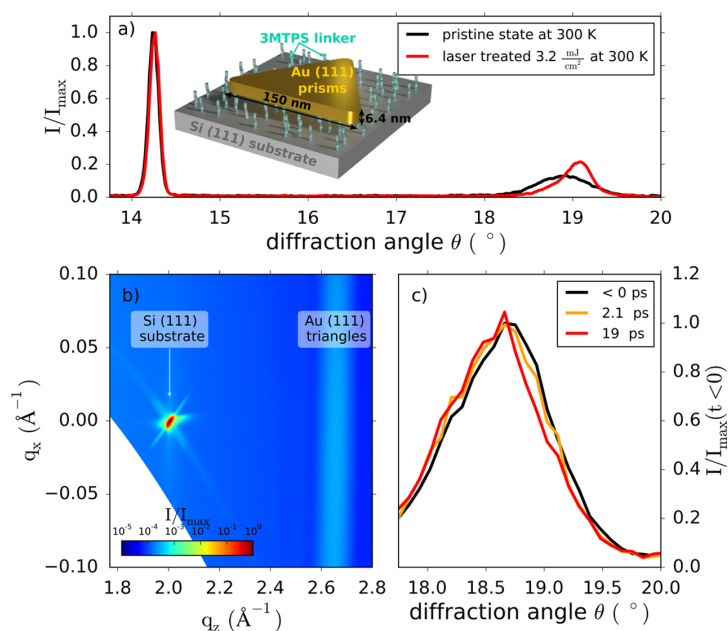 a)
pristine state at 300 K
laser treated 3.2 mJ/cm² at 300 K
3MTPS linker
Au (111)
prisms
150 nm
6.4 nm
Si (111) substrate
I/Imax
1.0
0.8
0.6
0.4
0.2
0.0
14 15 16 17 18 19 20
diffraction angle θ ( °)
b)
Si (111)
substrate
Au (111)
triangles
qx (Å⁻¹)
0.10
0.05
0.00
−0.05
−0.10
I/Imax
10⁻⁵ 10⁻⁴ 10⁻³ 10⁻² 10⁻¹ 10⁰
1.8 2.0 2.2 2.4 2.6 2.8
qz (Å⁻¹)
c)
< 0 ps
2.1 ps
19 ps
1.2
1.0
0.8
0.6
0.4
0.2
0.0
I/Imax(t <0)
18.0 18.5 19.0 19.5 20.0
diffraction angle θ ( °)